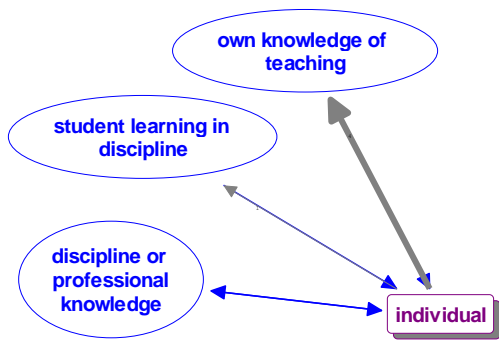 own knowledge of
teaching
student learning in
discipline
discipline or
professional
knowledge
individual